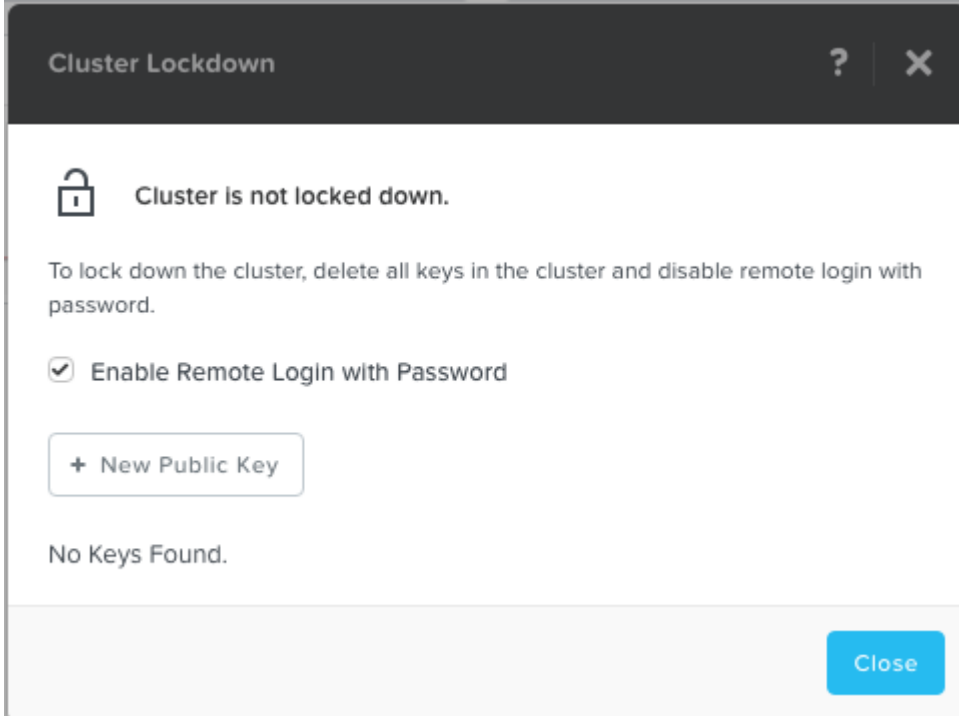 Cluster Lockdown
?
Cluster is not locked down.
To lock down the cluster, delete all keys in the cluster and disable remote login with
password.
Enable Remote Login with Password
+ New Public Key
No Keys Found.
Close